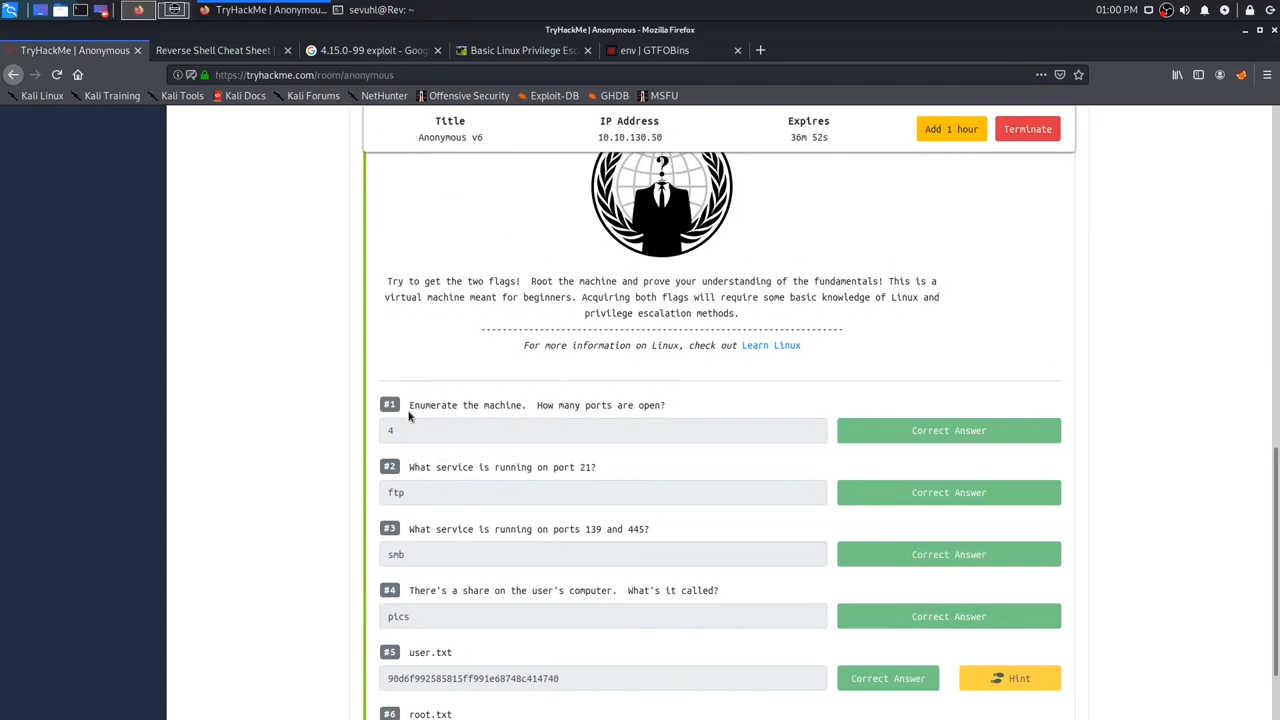 TryHackMe | Anonymou...
sevuhl@Rev: ~
01:00 PM
TryHackMe | Anonymous - Mozilla Firefox
TryHackMe | Anonymous
Reverse Shell Cheat Sheet |
4.15.0-99 exploit - Goog
Basic Linux Privilege Esc
env | GTFOBins
https://tryhackme.com/room/anonymous
Kali Linux
Kali Training
Kali Tools
Kali Docs
Kali Forums
NetHunter
Offensive Security
Exploit-DB
GHDB
MSFU
Title
IP Address
Expires
Anonymous v6
10.10.130.50
36m 52s
Add 1 hour
Terminate
?
Try to get the two flags!  Root the machine and prove your understanding of the fundamentals! This is a
virtual machine meant for beginners. Acquiring both flags will require some basic knowledge of Linux and
privilege escalation methods.
------------------------------------------------------------------
For more information on Linux, check out Learn Linux
#1 Enumerate the machine.  How many ports are open?
4
Correct Answer
#2 What service is running on port 21?
ftp
Correct Answer
#3 What service is running on ports 139 and 445?
smb
Correct Answer
#4 There's a share on the user's computer.  What's it called?
pics
Correct Answer
#5 user.txt
90d6f992585815ff991e68748c414740
Correct Answer
Hint
#6 root.txt